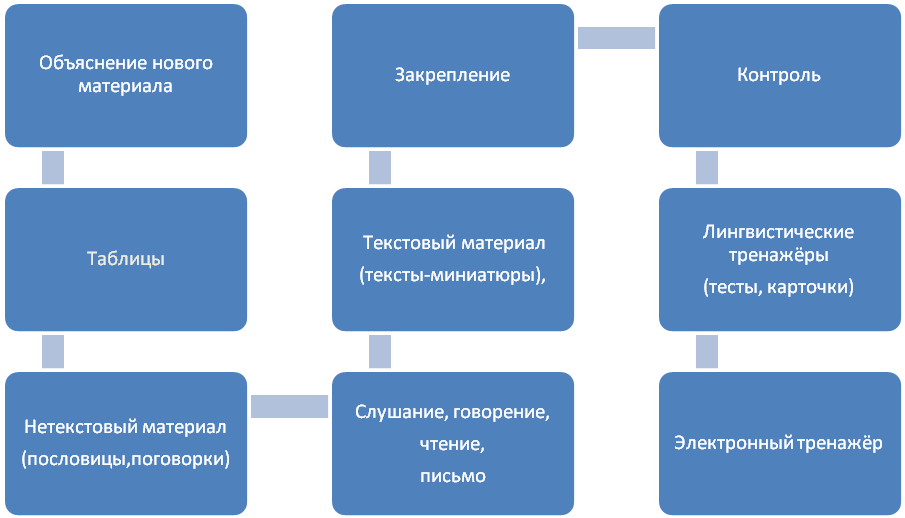 Объяснение нового
материала
Таблицы
Нетекстовый материал
(пословицы,поговорки)
Слушание, говорение,
чтение,
письмо
Текстовый материал
(тексты-миниатюры),
Закрепление
Контроль
Лингвистические
тренажёры
(тесты, карточки)
Электронный тренажёр